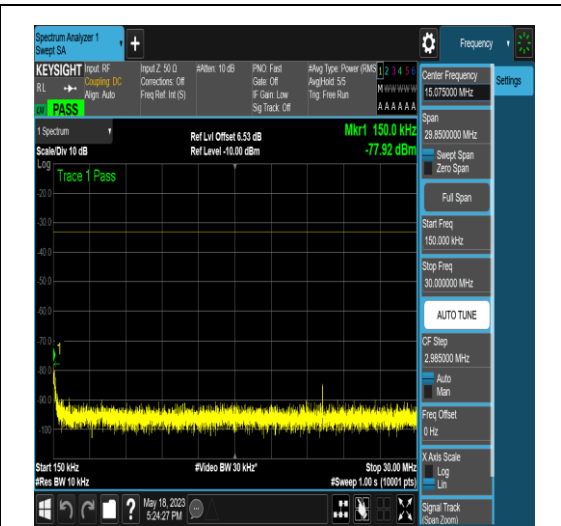 Spectrum Analyzer 1
Swept SA
Frequency
KEYSIGHT
RL
PASS
Input: RF
Coupling: DC
Align: Auto
Input Z: 50 Ω
Corrections: Off
Freq Ref: Int (S)
#Atten: 10 dB
PNO: Fast
Gate: Off
IF Gain: Low
Sig Track: Off
#Avg Type: Power (RMS
Avg|Hold: 5/5
Trig: Free Run
1 2 3 4 5 6
M W W W W W
A A A A A A
1 Spectrum
Scale/Div 10 dB
Ref Lvl Offset 6.53 dB
Ref Level -10.00 dBm
Mkr1 150.0 kHz
-77.92 dBm
Log
Trace 1 Pass
-20.0
-30.0
-40.0
-50.0
-60.0
-70.0
-80.0
-90.0
-100
1
Start 150 kHz
#Res BW 10 kHz
#Video BW 30 kHz*
Stop 30.00 MHz
#Sweep 1.00 s (10001 pts)
May 18, 2023
5:24:27 PM
Center Frequency
15.075000 MHz
Settings
Span
29.8500000 MHz
Swept Span
Zero Span
Full Span
Start Freq
150.000 kHz
Stop Freq
30.000000 MHz
AUTO TUNE
CF Step
2.985000 MHz
Auto
Man
Freq Offset
0 Hz
X Axis Scale
Log
Lin
Signal Track
(Span Zoom)